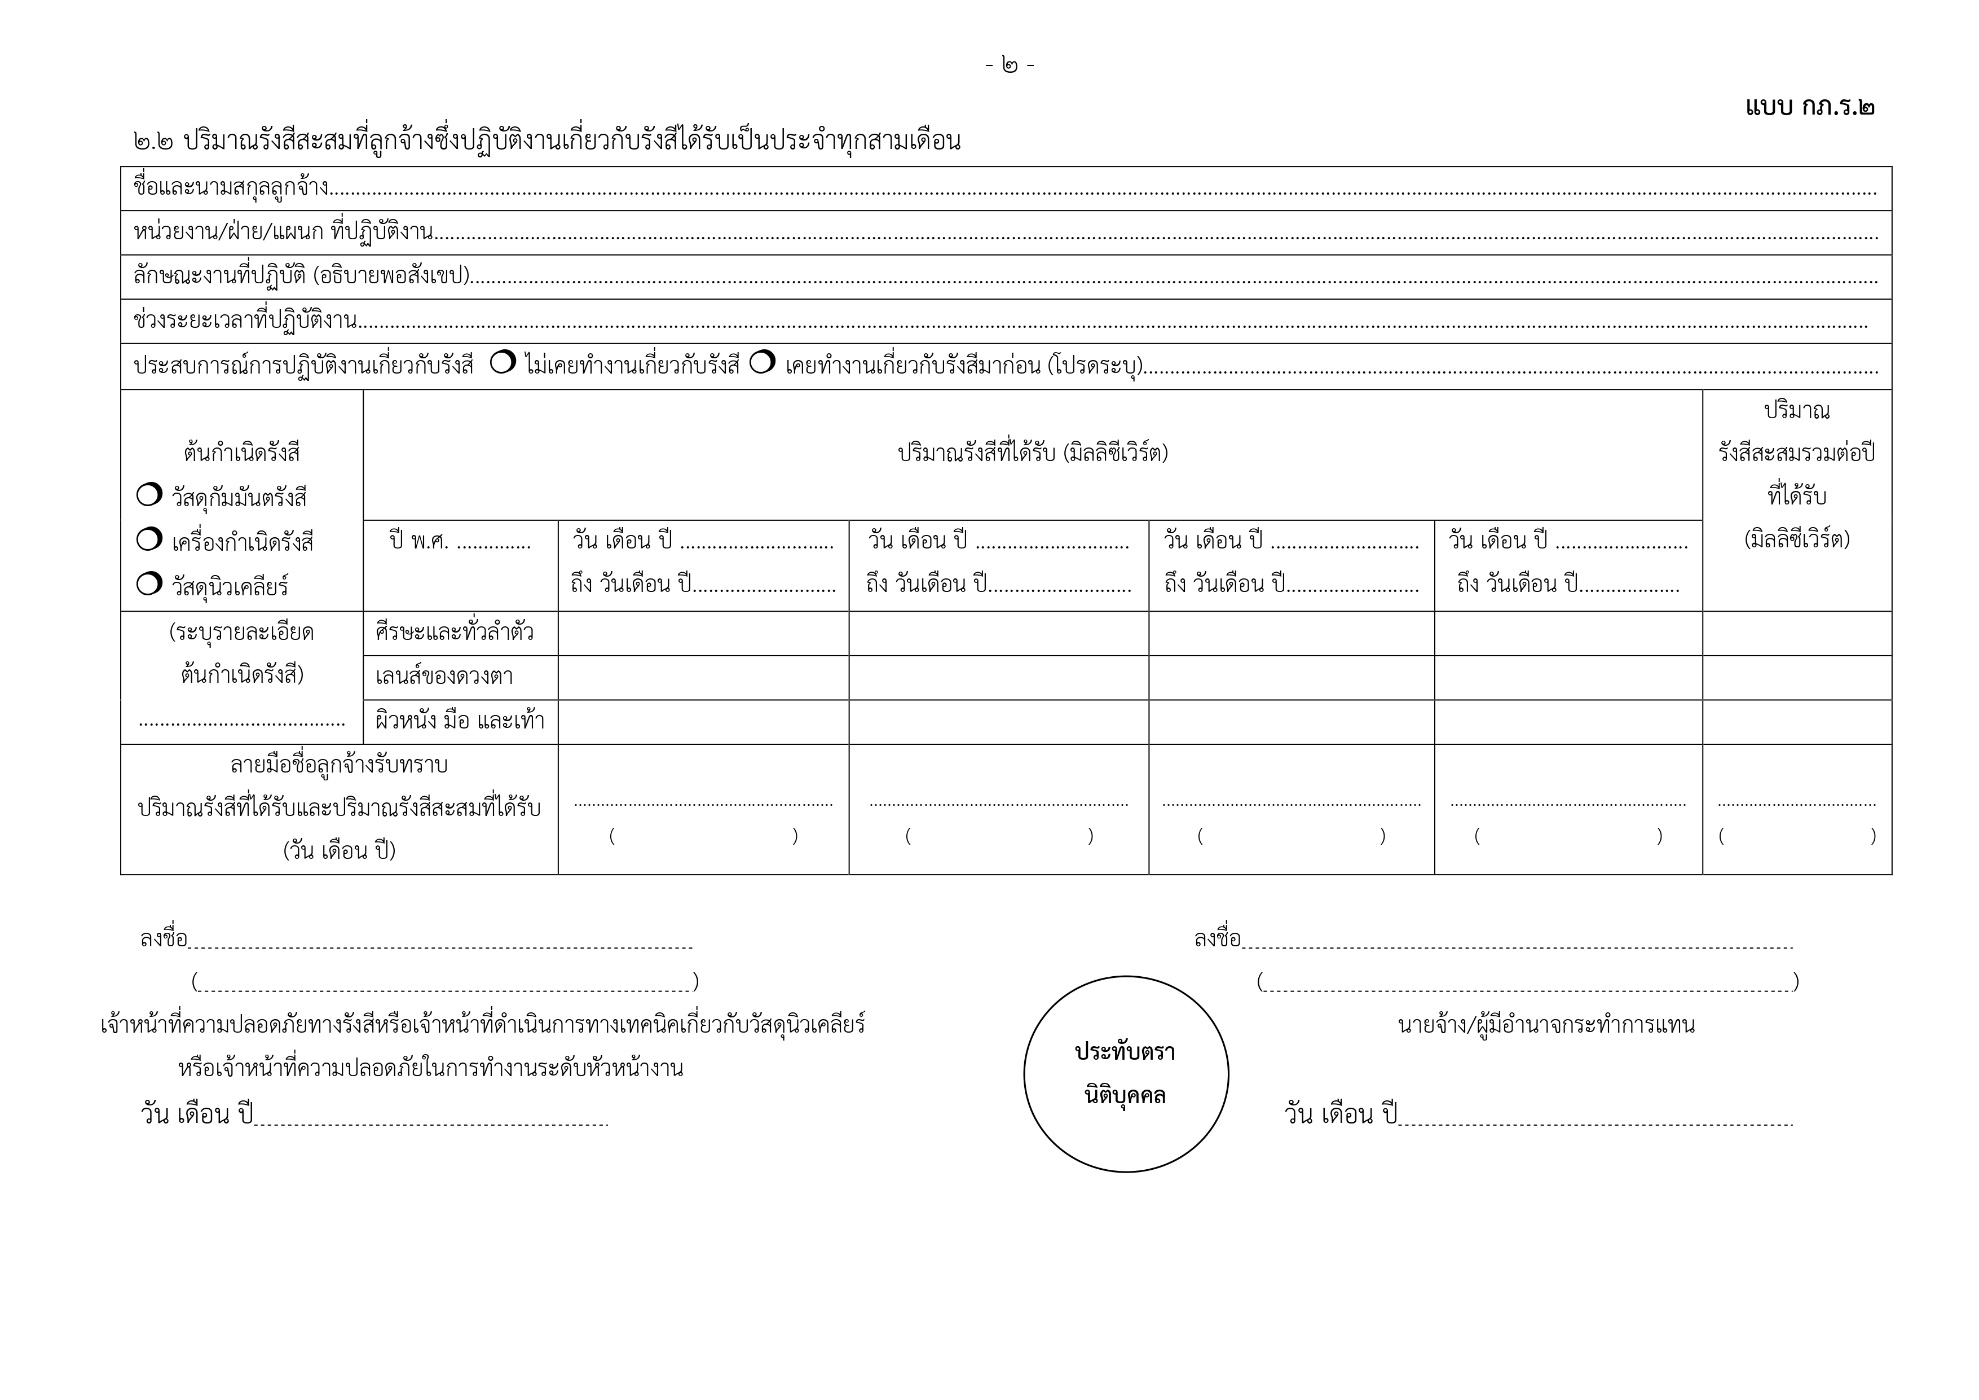 - ๒ -
แบบ กภ.ร.๒
๒.๒ ปริมาณรังสีสะสมที่ลูกจ้างซึ่งปฏิบัติงานเกี่ยวกับรังสีได้รับเป็นประจำทุกสามเดือน
ชื่อและนามสกุลลูกจ้าง....................
หน่วยงาน/ฝ่าย/แผนก ที่ปฏิบัติงาน....................
ลักษณะงานที่ปฏิบัติ (อธิบายพอสังเขป)....................
ช่วงระยะเวลาที่ปฏิบัติงาน....................
ประสบการณ์การปฏิบัติงานเกี่ยวกับรังสี ❍ ไม่เคยทำงานเกี่ยวกับรังสี ❍ เคยทำงานเกี่ยวกับรังสีมาก่อน (โปรดระบุ)....................
ต้นกำเนิดรังสี
❍ วัสดุกัมมันตรังสี
❍ เครื่องกำเนิดรังสี
❍ วัสดุนิวเคลียร์
ปริมาณรังสีที่ได้รับ (มิลลิซีเวิร์ต)
ปริมาณ
รังสีสะสมรวมต่อปี
ที่ได้รับ
(มิลลิซีเวิร์ต)
ปี พ.ศ. ..............
วัน เดือน ปี .............................
ถึง วันเดือน ปี...........................
วัน เดือน ปี .............................
ถึง วันเดือน ปี...........................
วัน เดือน ปี ............................
ถึง วันเดือน ปี.........................
วัน เดือน ปี .........................
ถึง วันเดือน ปี...................
(ระบุรายละเอียด
ต้นกำเนิดรังสี)
.......................................
ศีรษะและทั่วลำตัว
เลนส์ของดวงตา
ผิวหนัง มือ และเท้า
ลายมือชื่อลูกจ้างรับทราบ
ปริมาณรังสีที่ได้รับและปริมาณรังสีสะสมที่ได้รับ
(วัน เดือน ปี)
.................... .................... .................... .................... ....................
( ) ( ) ( ) ( ) ( )
ลงชื่อ....................
(....................)
เจ้าหน้าที่ความปลอดภัยทางรังสีหรือเจ้าหน้าที่ดำเนินการทางเทคนิคเกี่ยวกับวัสดุนิวเคลียร์
หรือเจ้าหน้าที่ความปลอดภัยในการทำงานระดับหัวหน้างาน
วัน เดือน ปี....................
ประทับตรา
นิติบุคคล
ลงชื่อ....................
(....................)
นายจ้าง/ผู้มีอำนาจกระทำการแทน
วัน เดือน ปี....................